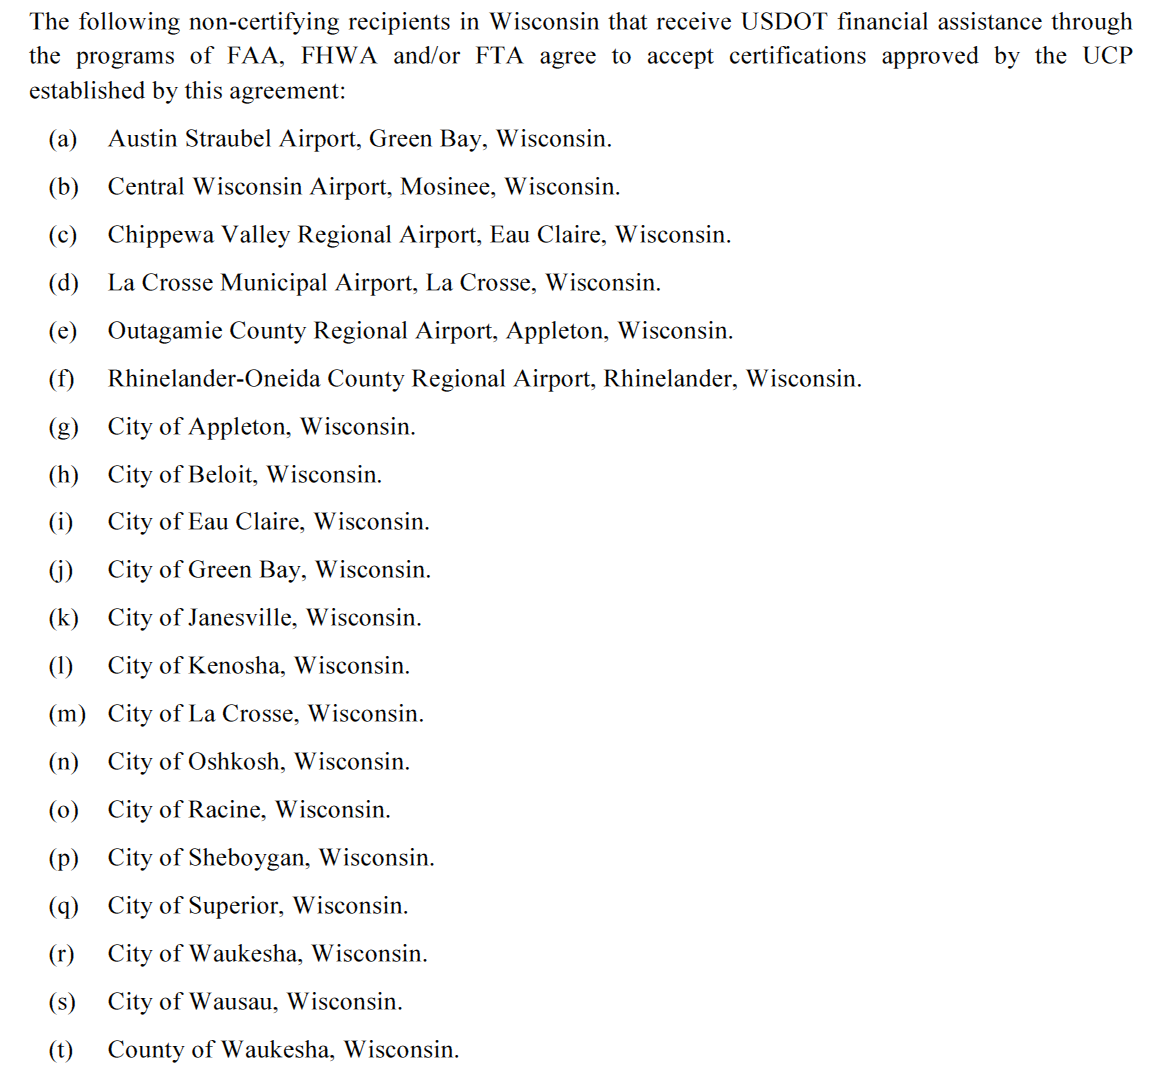 The following non-certifying recipients in Wisconsin that receive USDOT financial assistance through
the programs of FAA, FHWA and/or FTA agree to accept certifications approved by the UCP
established by this agreement:
(a) Austin Straubel Airport, Green Bay, Wisconsin.
(b) Central Wisconsin Airport, Mosinee, Wisconsin.
(c) Chippewa Valley Regional Airport, Eau Claire, Wisconsin.
(d) La Crosse Municipal Airport, La Crosse, Wisconsin.
(e) Outagamie County Regional Airport, Appleton, Wisconsin.
(f) Rhinelander-Oneida County Regional Airport, Rhinelander, Wisconsin.
(g) City of Appleton, Wisconsin.
(h) City of Beloit, Wisconsin.
(i) City of Eau Claire, Wisconsin.
(j) City of Green Bay, Wisconsin.
(k) City of Janesville, Wisconsin.
(l) City of Kenosha, Wisconsin.
(m) City of La Crosse, Wisconsin.
(n) City of Oshkosh, Wisconsin.
(o) City of Racine, Wisconsin.
(p) City of Sheboygan, Wisconsin.
(q) City of Superior, Wisconsin.
(r) City of Waukesha, Wisconsin.
(s) City of Wausau, Wisconsin.
(t) County of Waukesha, Wisconsin.